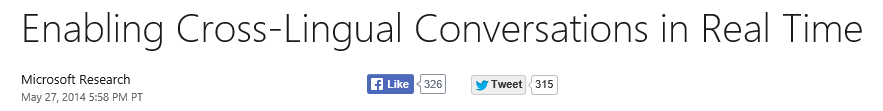 Enabling Cross-Lingual Conversations in Real Time
Microsoft Research
May 27, 2014 5:58 PM PT
Like 326
Tweet 315